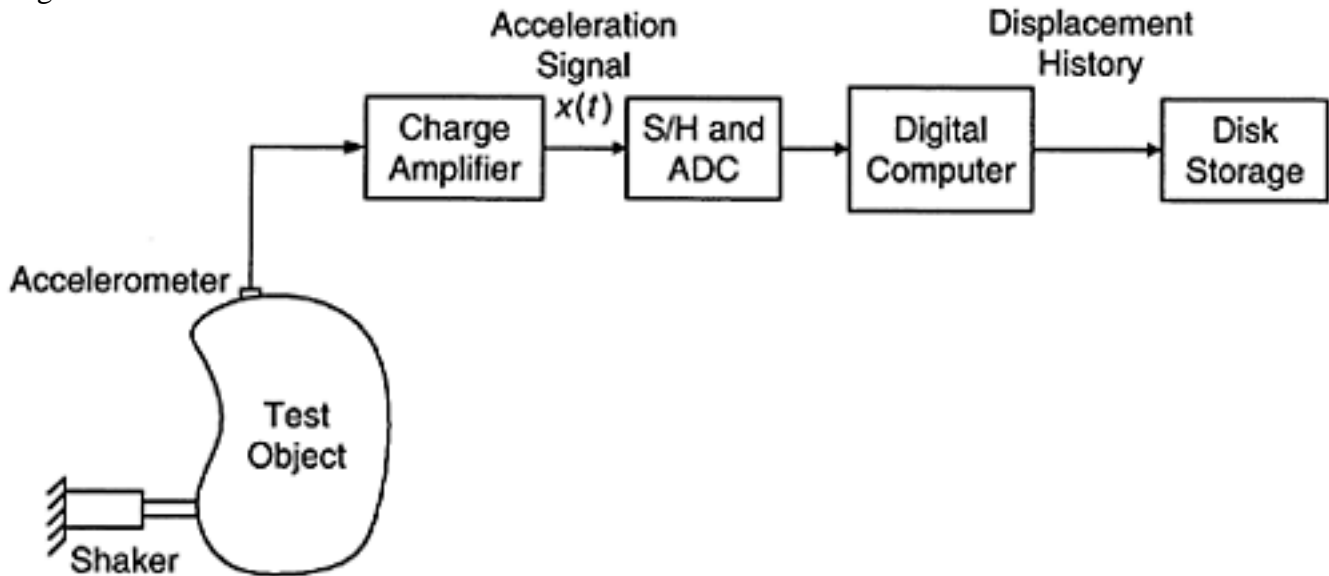 Acceleration
Signal
x(t)
Displacement
History
Charge
Amplifier
S/H and
ADC
Digital
Computer
Disk
Storage
Accelerometer
Test
Object
Shaker